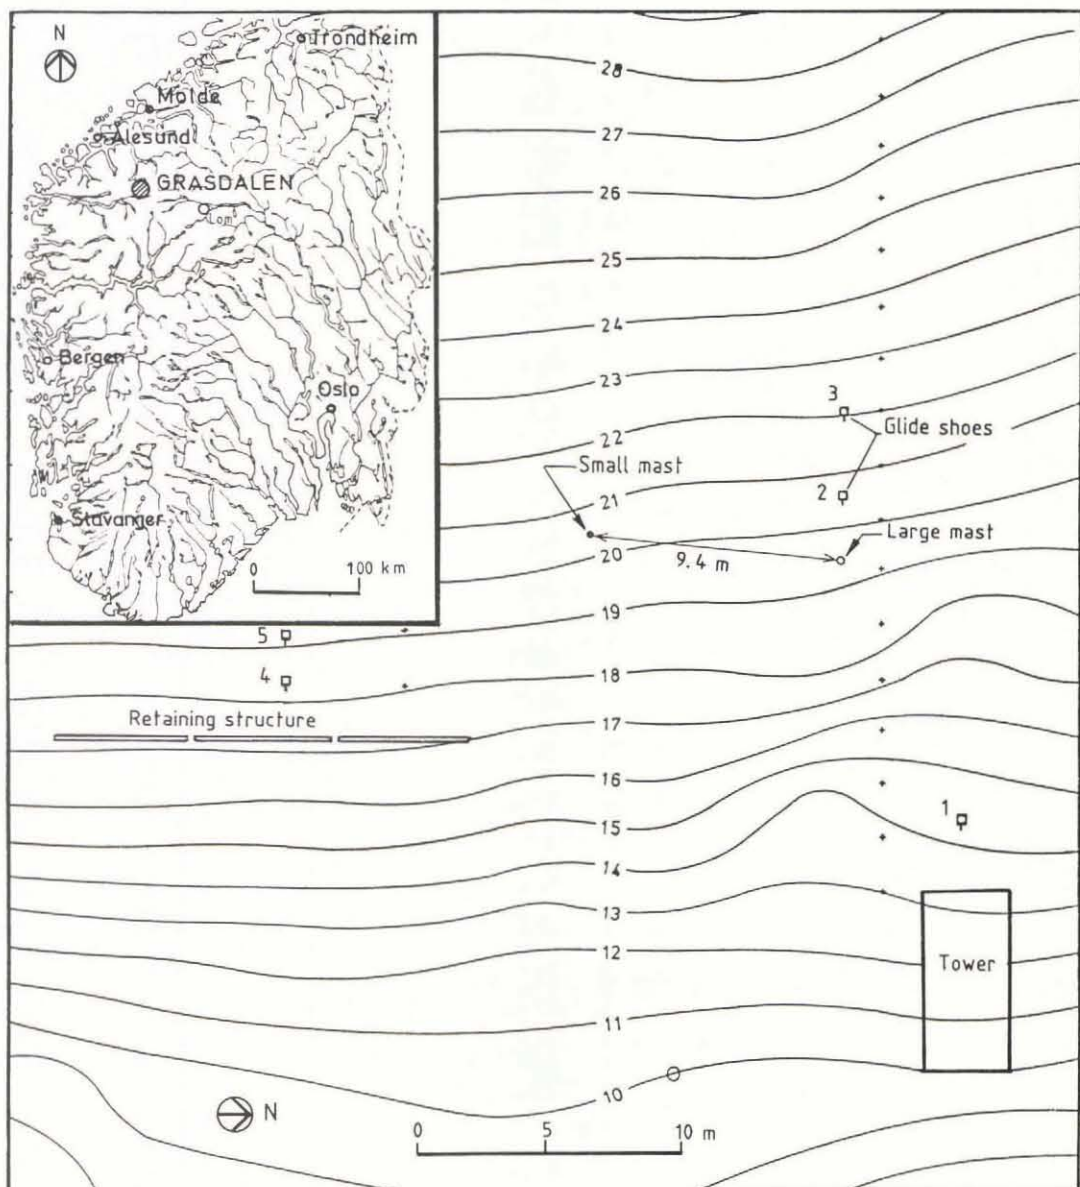 N
Trondheim
Molde
Ålesund
GRASDALEN
Lom
Bergen
Oslo
Stavanjer
0 100 km
28
27
26
25
24
23
22
21
20
19
18
17
16
15
14
13
12
11
10
3
Glide shoes
2
Small mast
Large mast
9.4 m
5
4
Retaining structure
1
Tower
N
0 5 10 m